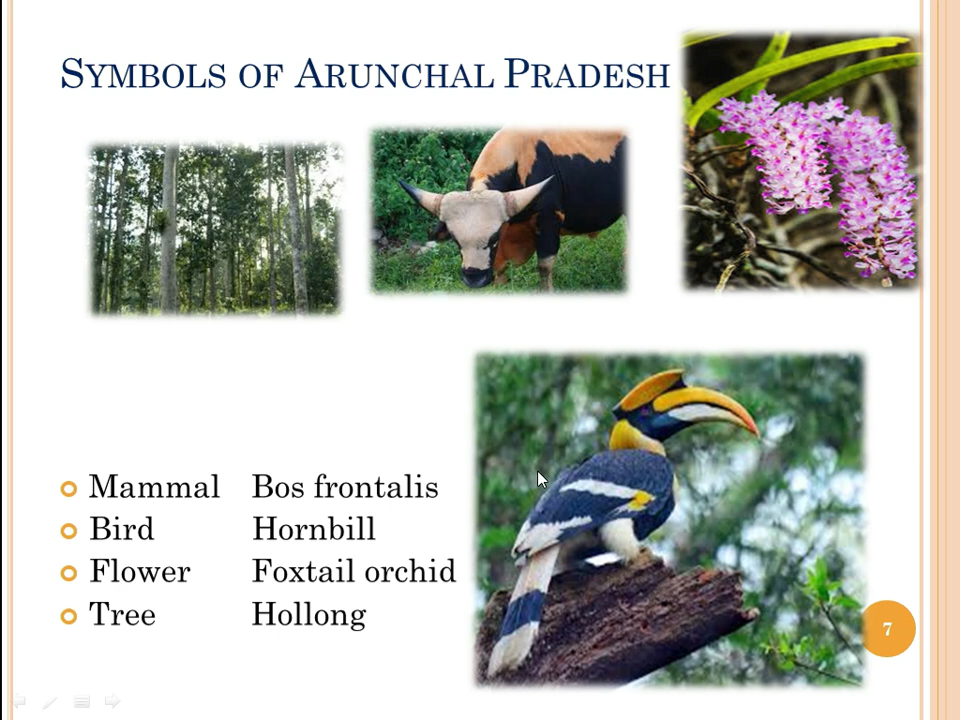 SYMBOLS OF ARUNCHAL PRADESH
Mammal Bos frontalis
Bird Hornbill
Flower Foxtail orchid
Tree Hollong
7